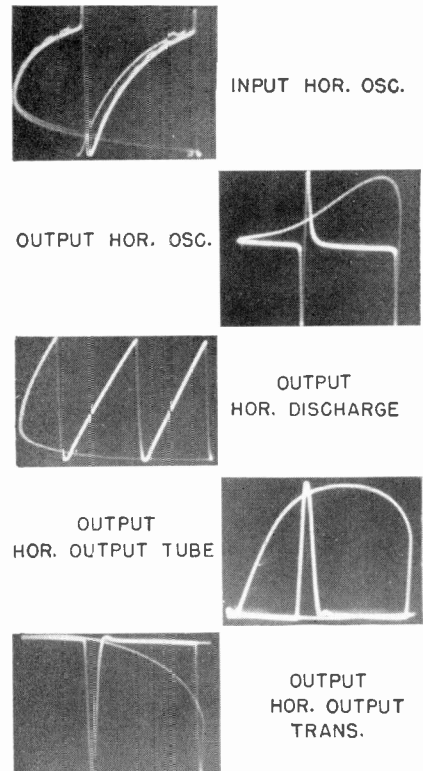 INPUT HOR. OSC.
OUTPUT HOR. OSC.
OUTPUT
HOR. DISCHARGE
OUTPUT
HOR. OUTPUT TUBE
OUTPUT
HOR. OUTPUT
TRANS.